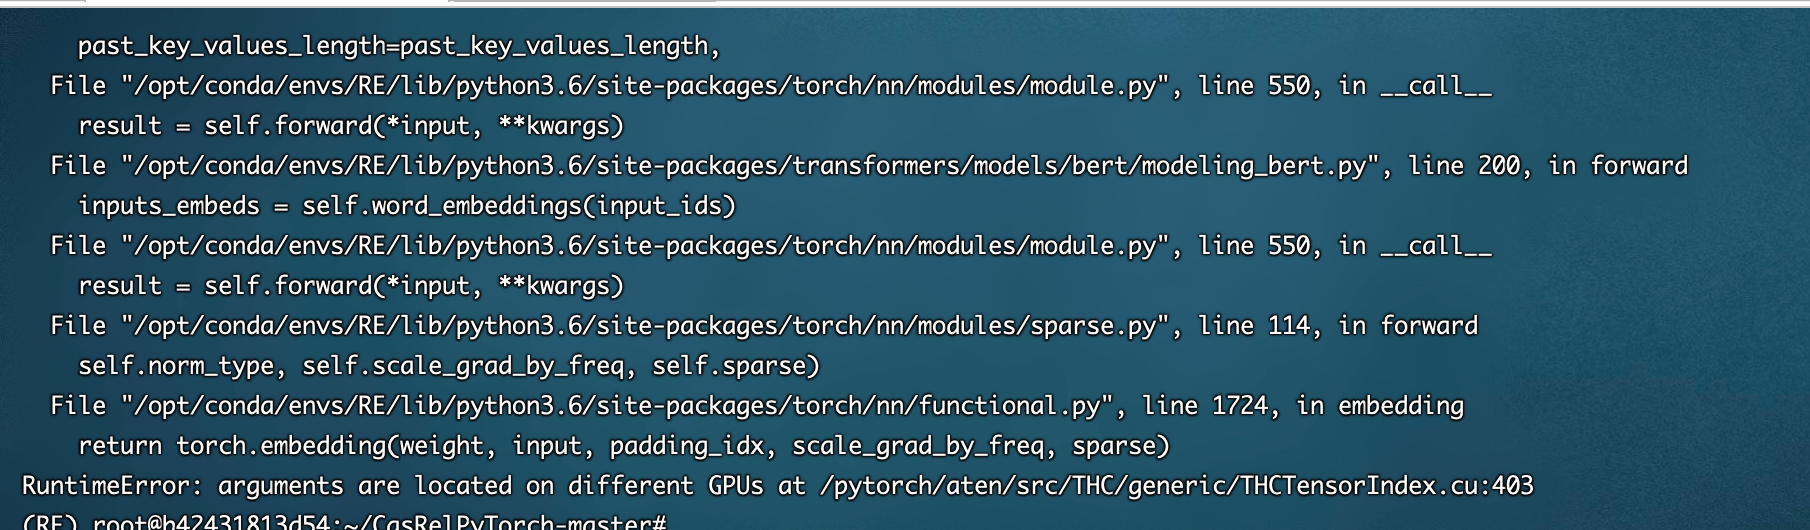 past_key_values_length=past_key_values_length,
File "/opt/conda/envs/RE/lib/python3.6/site-packages/torch/nn/modules/module.py", line 550, in __call__
result = self.forward(*input, **kwargs)
File "/opt/conda/envs/RE/lib/python3.6/site-packages/transformers/models/bert/modeling_bert.py", line 200, in forward
inputs_embeds = self.word_embeddings(input_ids)
File "/opt/conda/envs/RE/lib/python3.6/site-packages/torch/nn/modules/module.py", line 550, in __call__
result = self.forward(*input, **kwargs)
File "/opt/conda/envs/RE/lib/python3.6/site-packages/torch/nn/modules/sparse.py", line 114, in forward
self.norm_type, self.scale_grad_by_freq, self.sparse)
File "/opt/conda/envs/RE/lib/python3.6/site-packages/torch/nn/functional.py", line 1724, in embedding
return torch.embedding(weight, input, padding_idx, scale_grad_by_freq, sparse)
RuntimeError: arguments are located on different GPUs at /pytorch/aten/src/THC/generic/THCTensorIndex.cu:403
(RE) root@b42431813d54:~/CasRelPyTorch-master#